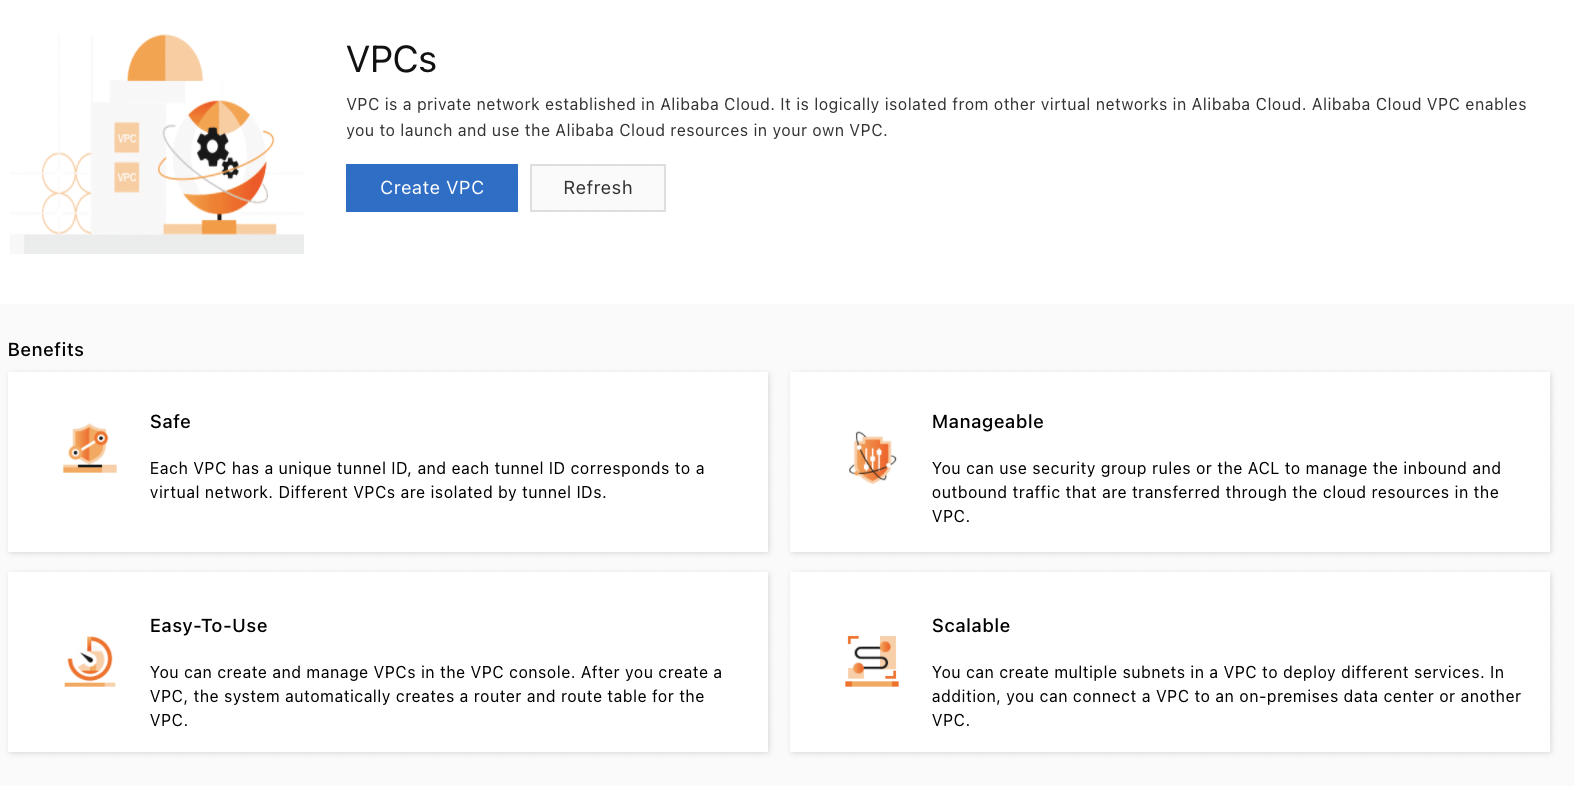 VPC
VPC
VPCs
VPC is a private network established in Alibaba Cloud. It is logically isolated from other virtual networks in Alibaba Cloud. Alibaba Cloud VPC enables
you to launch and use the Alibaba Cloud resources in your own VPC.
Create VPC
Refresh
Benefits
Safe
Each VPC has a unique tunnel ID, and each tunnel ID corresponds to a
virtual network. Different VPCs are isolated by tunnel IDs.
Manageable
You can use security group rules or the ACL to manage the inbound and
outbound traffic that are transferred through the cloud resources in the
VPC.
Easy-To-Use
You can create and manage VPCs in the VPC console. After you create a
VPC, the system automatically creates a router and route table for the
VPC.
Scalable
You can create multiple subnets in a VPC to deploy different services. In
addition, you can connect a VPC to an on-premises data center or another
VPC.